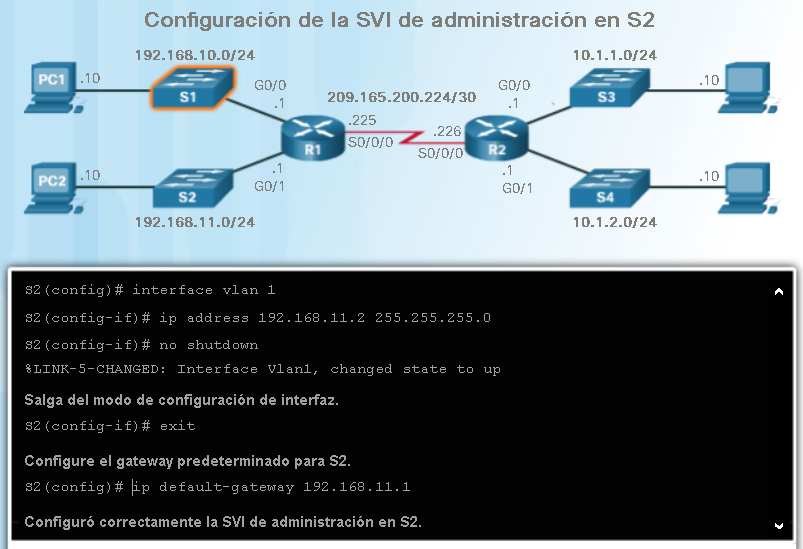 Configuración de la SVI de administración en S2
192.168.10.0/24
10.1.1.0/24
PC1
.10
S1
G0/0
.1
209.165.200.224/30
G0/0
.1
S3
.10
.225
S0/0/0
.226
S0/0/0
R1
R2
PC2
.10
S2
.1
G0/1
.1
G0/1
S4
.10
192.168.11.0/24
10.1.2.0/24
S2(config)# interface vlan 1
S2(config-if)# ip address 192.168.11.2 255.255.255.0
S2(config-if)# no shutdown
%LINK-5-CHANGED: Interface Vlan1, changed state to up
Salga del modo de configuración de interfaz.
S2(config-if)# exit
Configure el gateway predeterminado para S2.
S2(config)# ip default-gateway 192.168.11.1
Configuró correctamente la SVI de administración en S2.